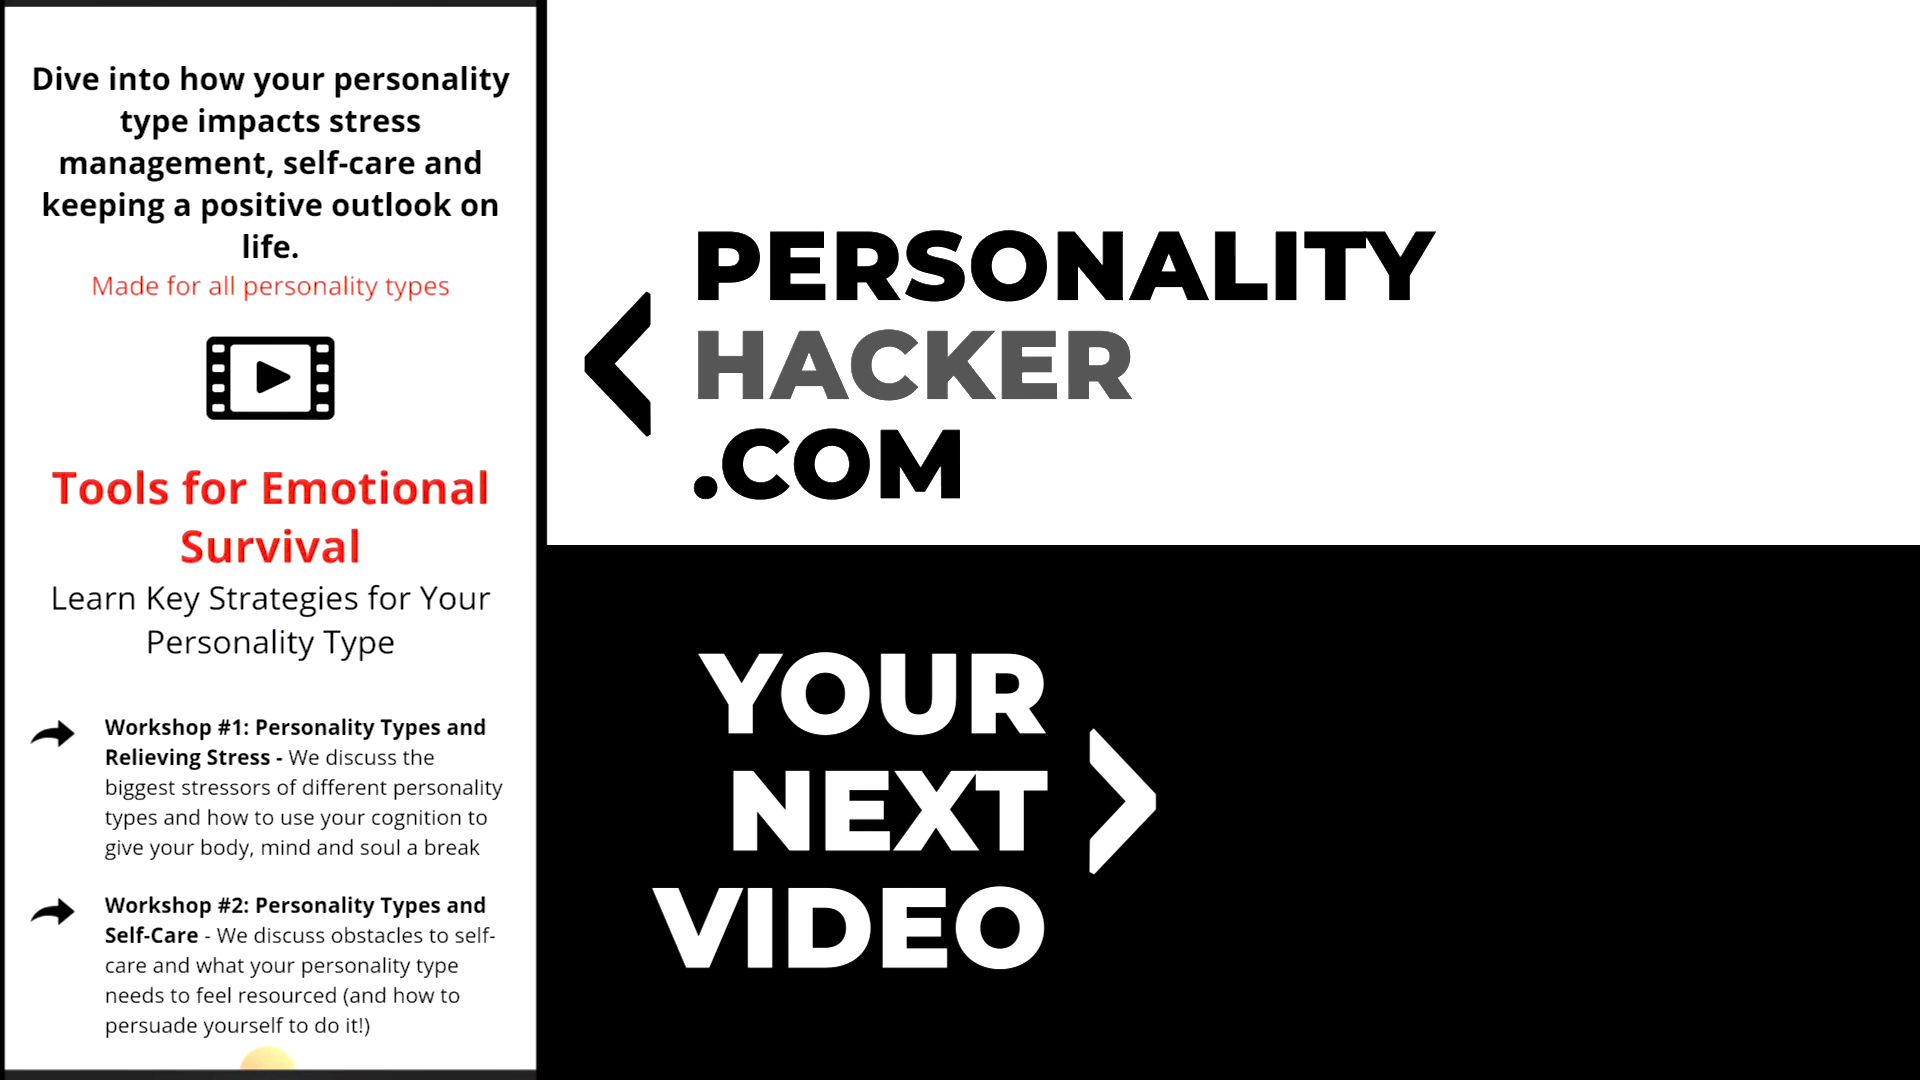 Dive into how your personality
type impacts stress
management, self-care and
keeping a positive outlook on
life.
Made for all personality types
Tools for Emotional
Survival
Learn Key Strategies for Your
Personality Type
Workshop #1: Personality Types and
Relieving Stress - We discuss the
biggest stressors of different personality
types and how to use your cognition to
give your body, mind and soul a break
Workshop #2: Personality Types and
Self-Care - We discuss obstacles to self-
care and what your personality type
needs to feel resourced (and how to
persuade yourself to do it!)
PERSONALITY
HACKER
.COM
YOUR
NEXT
VIDEO